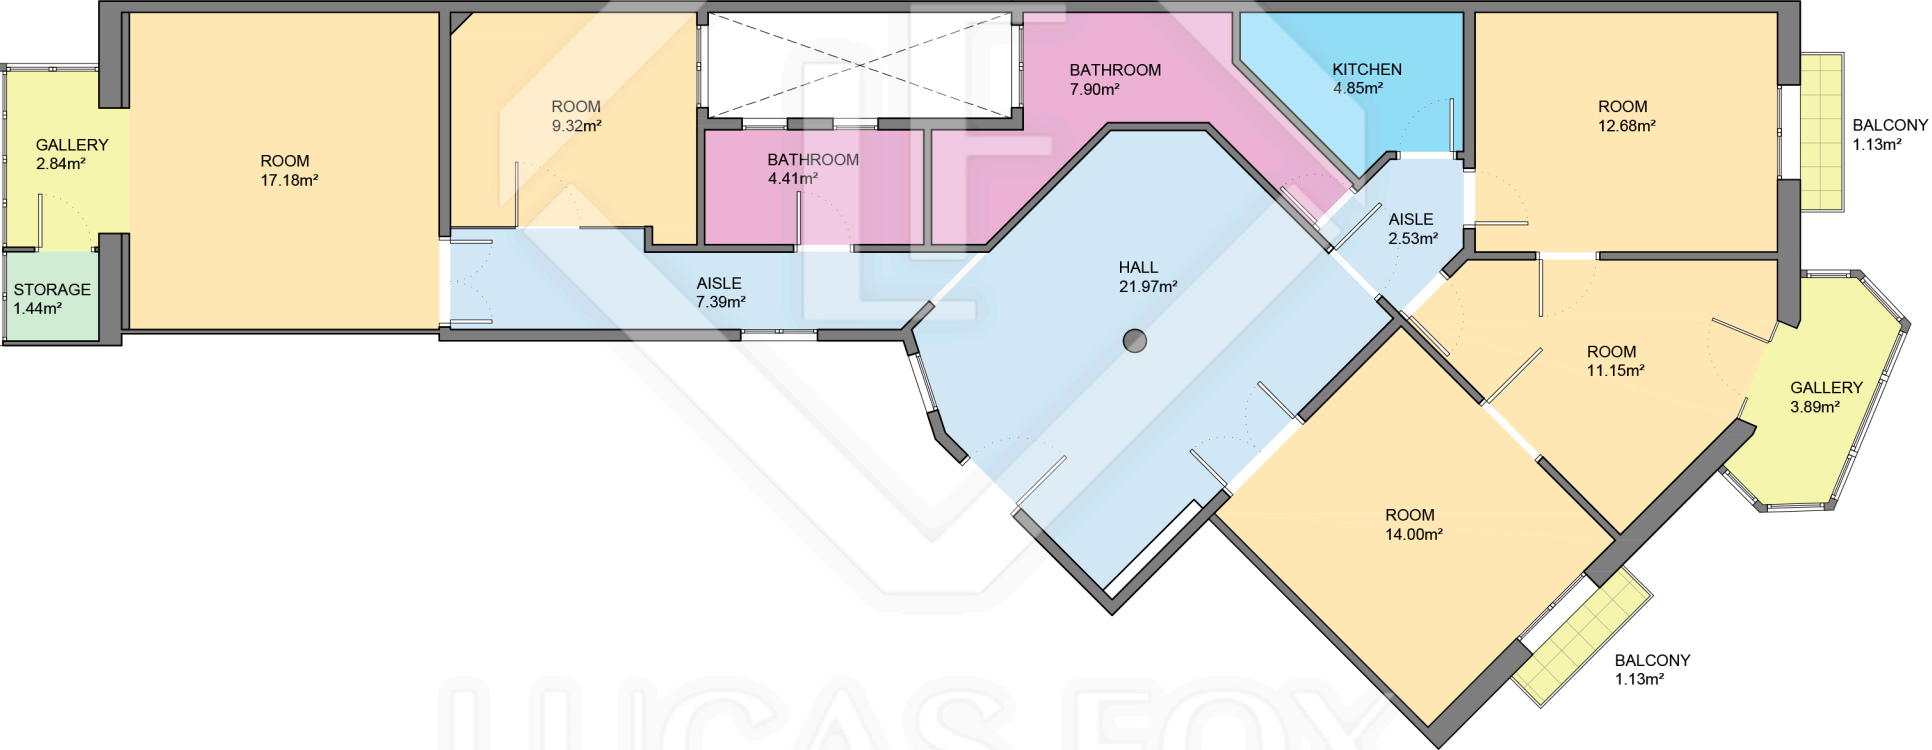 GALLERY
2.84m²
STORAGE
1.44m²
ROOM
17.18m²
ROOM
9.32m²
BATHROOM
4.41m²
AISLE
7.39m²
BATHROOM
7.90m²
HALL
21.97m²
KITCHEN
4.85m²
AISLE
2.53m²
ROOM
12.68m²
BALCONY
1.13m²
ROOM
11.15m²
GALLERY
3.89m²
ROOM
14.00m²
BALCONY
1.13m²
LF
LUCAS FOX